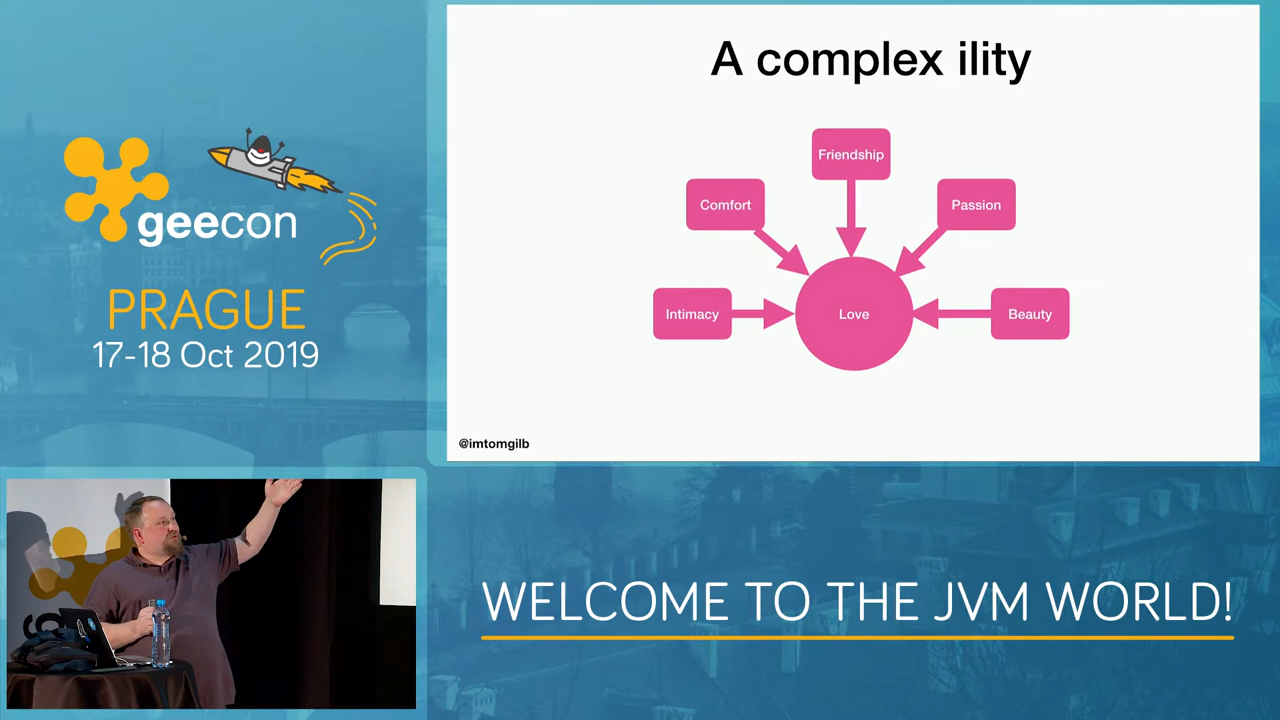 geecon
PRAGUE
17-18 Oct 2019
A complex ility
Friendship
Comfort
Passion
Intimacy
Love
Beauty
@imtomgilb
WELCOME TO THE JVM WORLD!